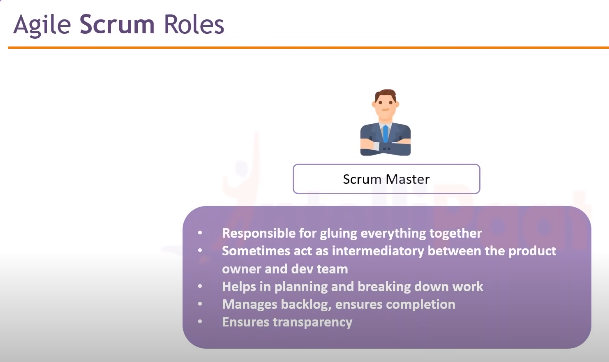 Agile Scrum Roles
Scrum Master
• Responsible for gluing everything together
• Sometimes act as intermediatory between the product
owner and dev team
• Helps in planning and breaking down work
• Manages backlog, ensures completion
• Ensures transparency